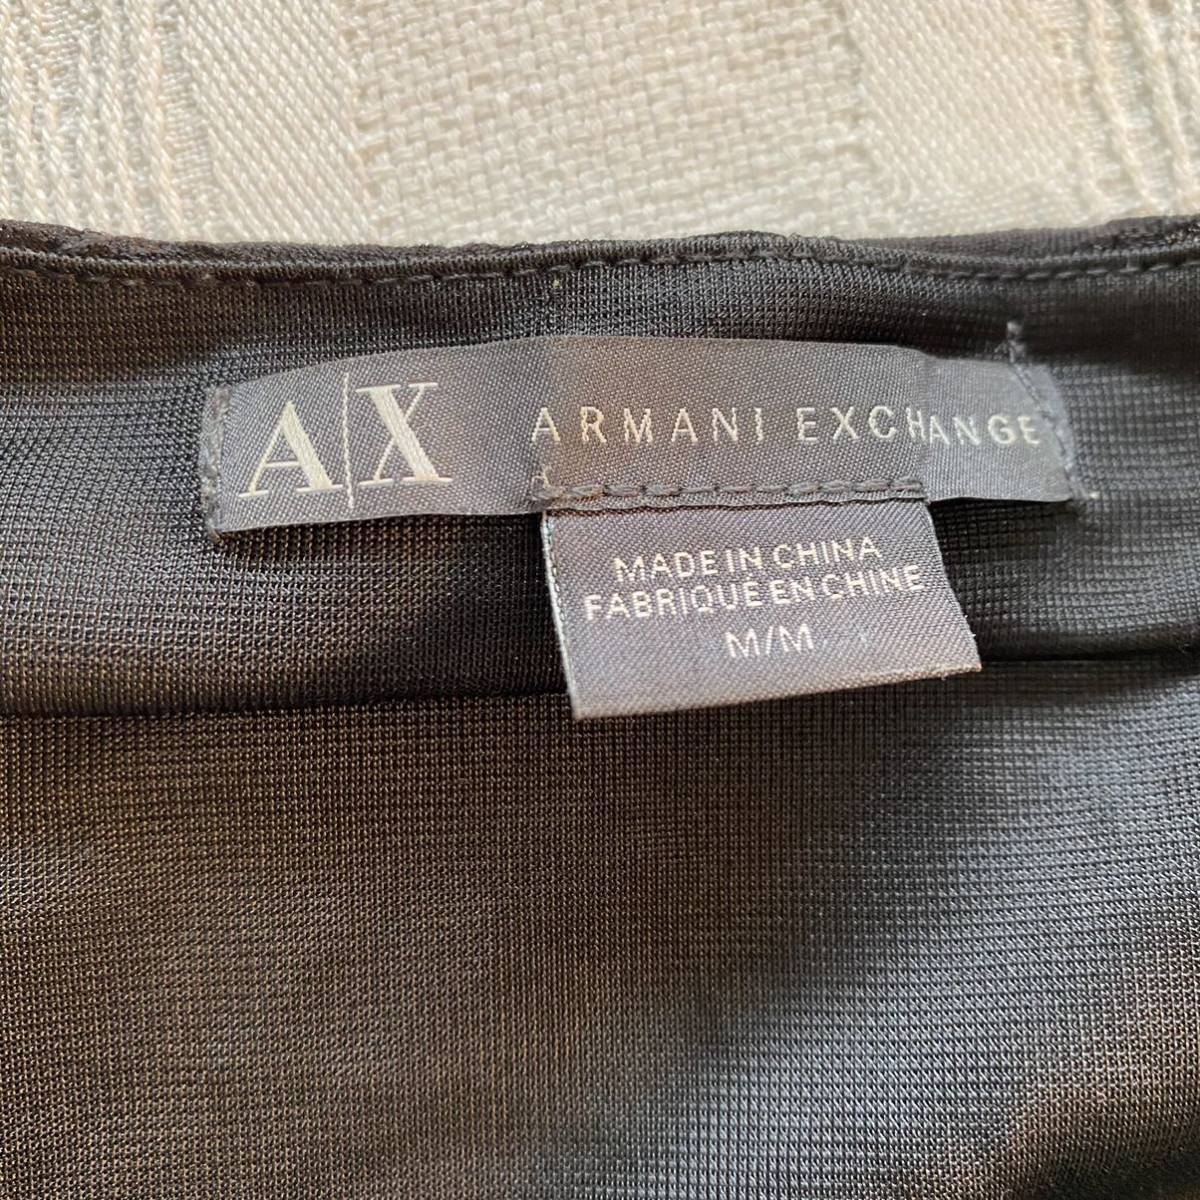 A|X ARMANI EXCHANGE
MADE IN CHINA
FABRIQUE EN CHINE
M/M